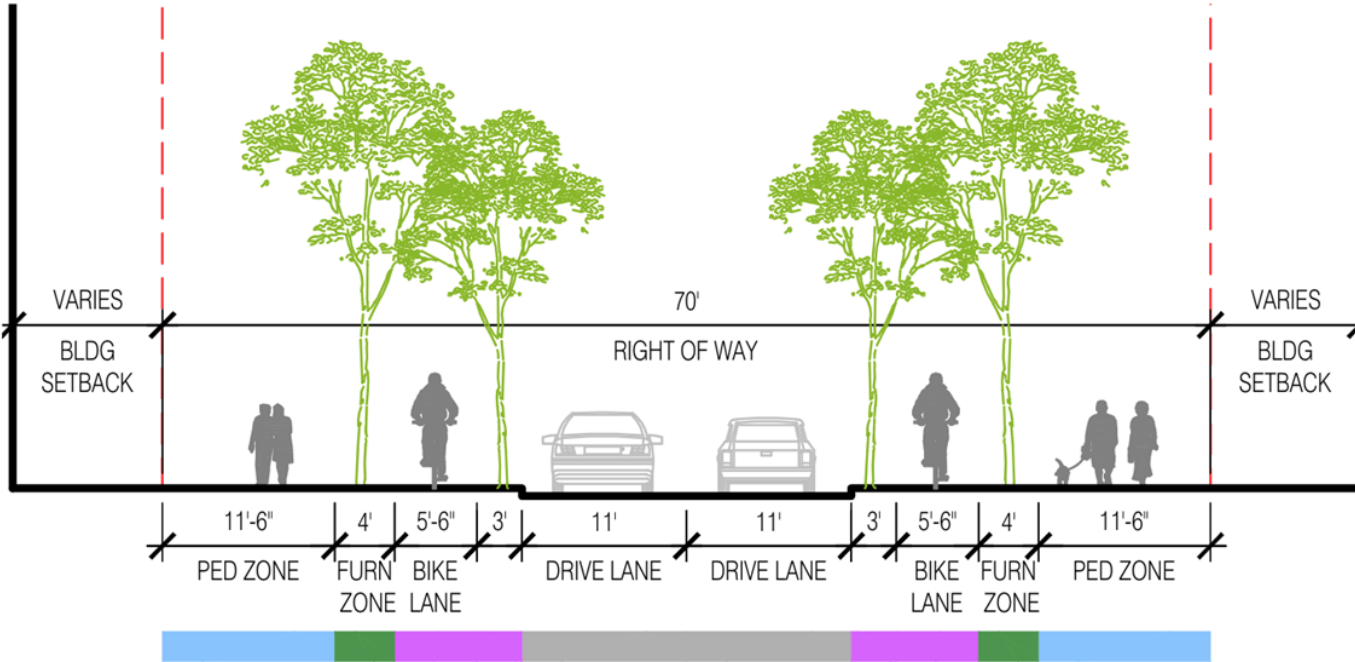 VARIES
70'
VARIES
BLDG
SETBACK
RIGHT OF WAY
BLDG
SETBACK
11'-6"
4'
5'-6"
3'
11'
11'
3'
5'-6"
4'
11'-6"
PED ZONE
FURN
ZONE
BIKE
LANE
DRIVE LANE
DRIVE LANE
BIKE
LANE
FURN
ZONE
PED ZONE